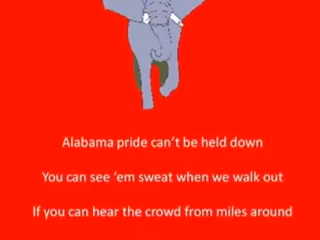 Alabama pride can’t be held down
You can see ‘em sweat when we walk out
If you can hear the crowd from miles around